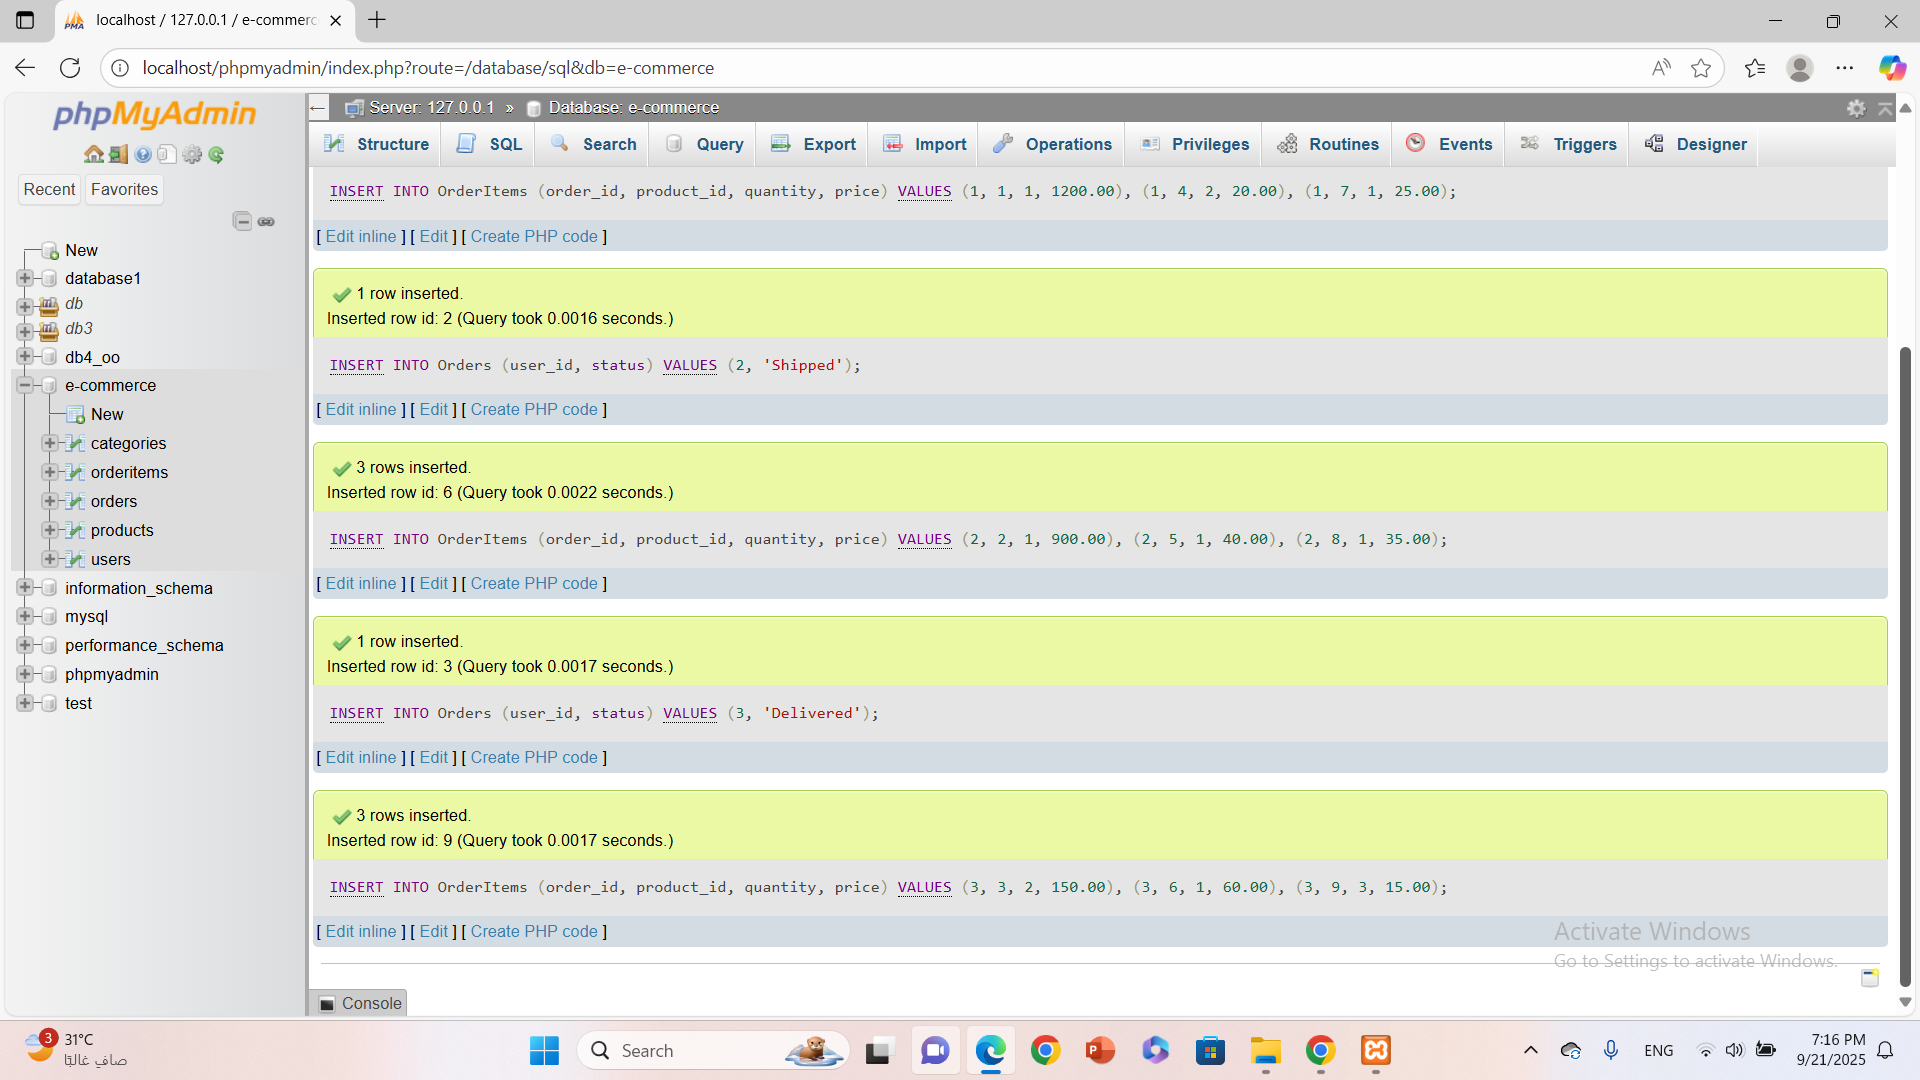 localhost / 127.0.0.1 / e-commerc
localhost/phpmyadmin/index.php?route=/database/sql&db=e-commerce
phpMyAdmin
Recent Favorites
New
database1
db
db3
db4_oo
e-commerce
New
categories
orderitems
orders
products
users
information_schema
mysql
performance_schema
phpmyadmin
test
Server: 127.0.0.1 » Database: e-commerce
Structure SQL Search Query Export Import Operations Privileges Routines Events Triggers Designer
INSERT INTO OrderItems (order_id, product_id, quantity, price) VALUES (1, 1, 1, 1200.00), (1, 4, 2, 20.00), (1, 7, 1, 25.00);
[ Edit inline ] [ Edit ] [ Create PHP code ]
1 row inserted.
Inserted row id: 2 (Query took 0.0016 seconds.)
INSERT INTO Orders (user_id, status) VALUES (2, 'Shipped');
[ Edit inline ] [ Edit ] [ Create PHP code ]
3 rows inserted.
Inserted row id: 6 (Query took 0.0022 seconds.)
INSERT INTO OrderItems (order_id, product_id, quantity, price) VALUES (2, 2, 1, 900.00), (2, 5, 1, 40.00), (2, 8, 1, 35.00);
[ Edit inline ] [ Edit ] [ Create PHP code ]
1 row inserted.
Inserted row id: 3 (Query took 0.0017 seconds.)
INSERT INTO Orders (user_id, status) VALUES (3, 'Delivered');
[ Edit inline ] [ Edit ] [ Create PHP code ]
3 rows inserted.
Inserted row id: 9 (Query took 0.0017 seconds.)
INSERT INTO OrderItems (order_id, product_id, quantity, price) VALUES (3, 3, 2, 150.00), (3, 6, 1, 60.00), (3, 9, 3, 15.00);
[ Edit inline ] [ Edit ] [ Create PHP code ]
Activate Windows
Go to Settings to activate Windows.
Console
3
31°C
صافٍ غالبًا
Search
ENG
7:16 PM
9/21/2025